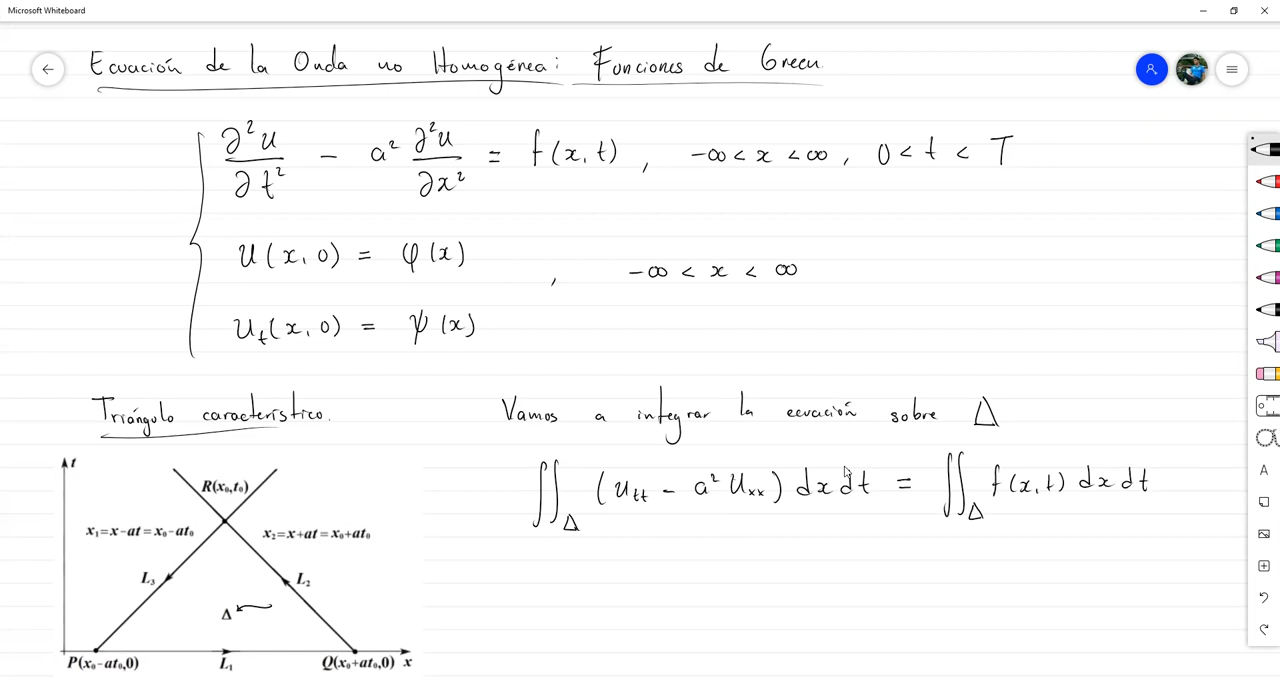 Microsoft Whiteboard
Ecuación de la Onda no Homogénea: Funciones de Green.
∂²u/∂t² - a² ∂²u/∂x² = f(x,t), -∞ < x < ∞, 0 < t < T
u(x,0) = φ(x)
, -∞ < x < ∞
u_t(x,0) = ψ(x)
Triángulo característico.
Vamos a integrar la ecuación sobre Δ
∬_Δ (u_tt - a² u_xx) dx dt = ∬_Δ f(x,t) dx dt
t
R(x₀,t₀)
x₁=x-at=x₀-at₀
x₂=x+at=x₀+at₀
L₃
L₂
Δ
P(x₀-at₀,0)
L₁
Q(x₀+at₀,0)
x
A